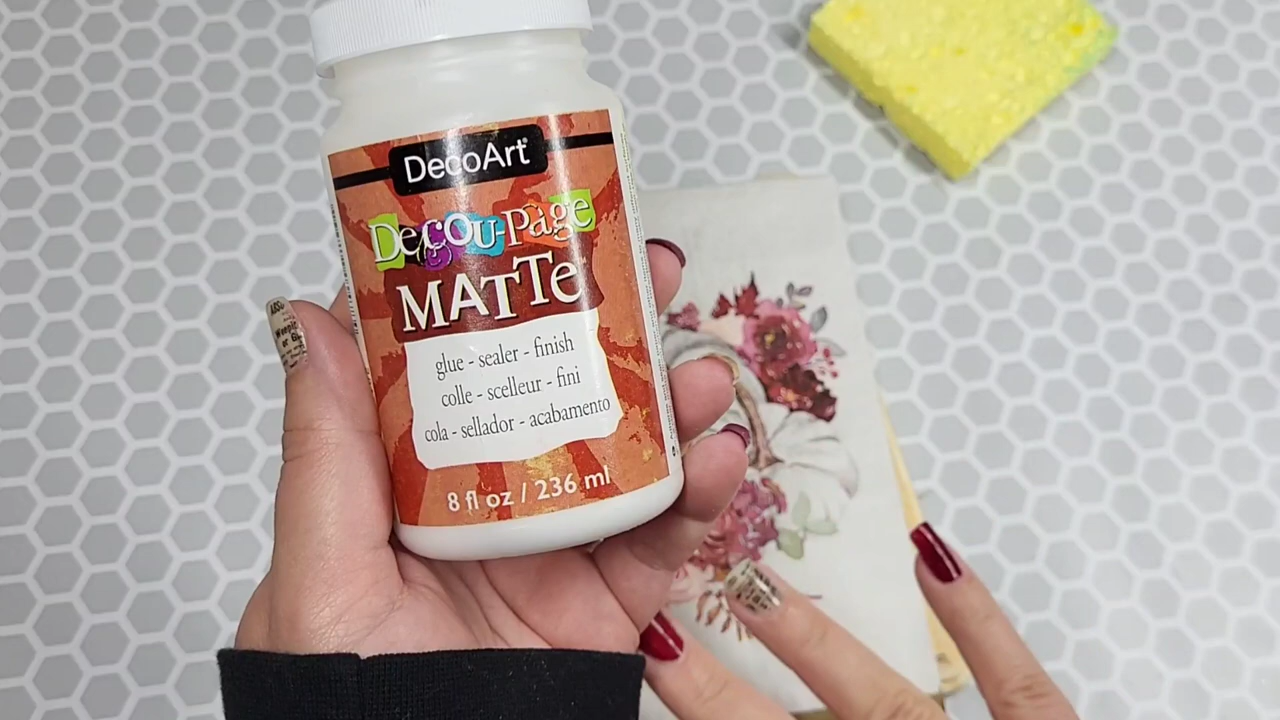 DecoArt®
Decou-Page
MATTE
glue - sealer - finish
colle - scelleur - fini
cola - sellador - acabamento
8 fl oz / 236 ml